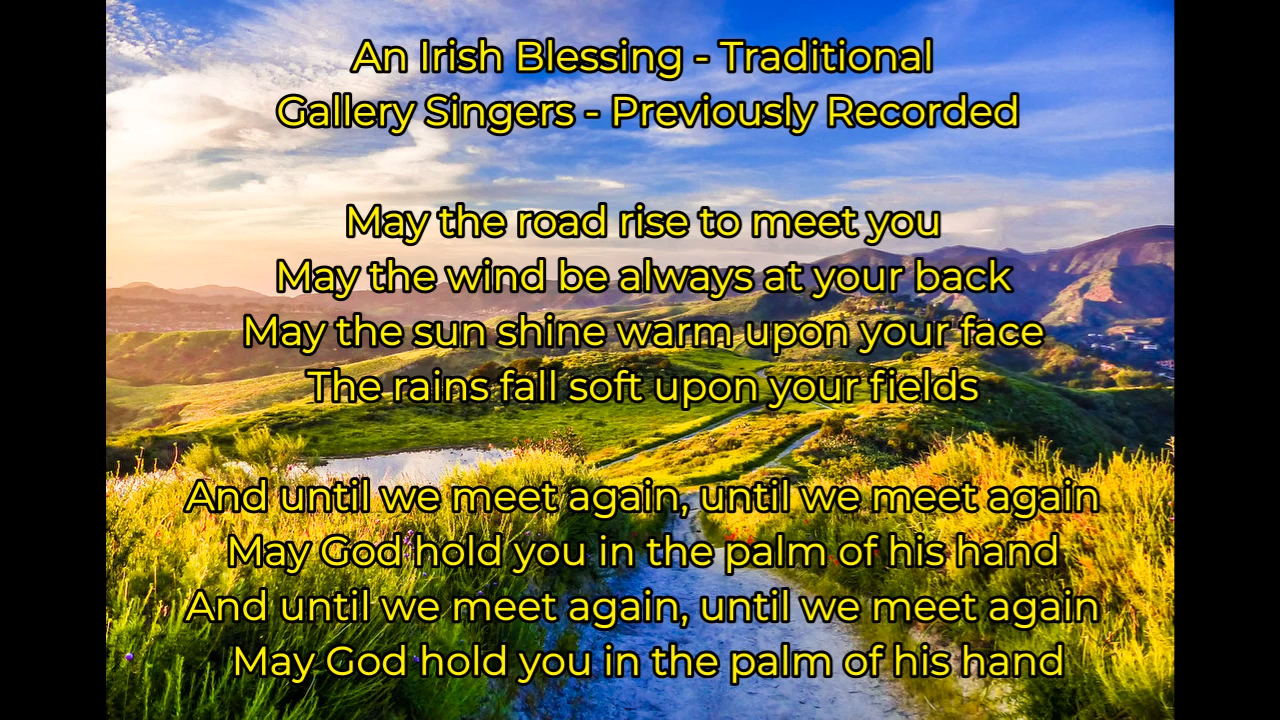 An Irish Blessing - Traditional
Gallery Singers - Previously Recorded
May the road rise to meet you
May the wind be always at your back
May the sun shine warm upon your face
The rains fall soft upon your fields
And until we meet again, until we meet again
May God hold you in the palm of his hand
And until we meet again, until we meet again
May God hold you in the palm of his hand